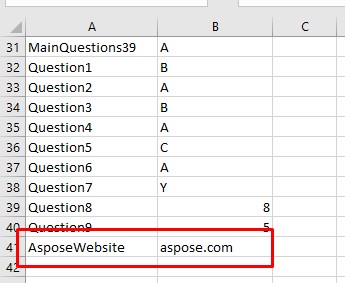 A B C
31 MainQuestions39 A
32 Question1 B
33 Question2 A
34 Question3 B
35 Question4 A
36 Question5 C
37 Question6 A
38 Question7 Y
39 Question8 8
40 Question9 5
41 AsposeWebsite aspose.com
42